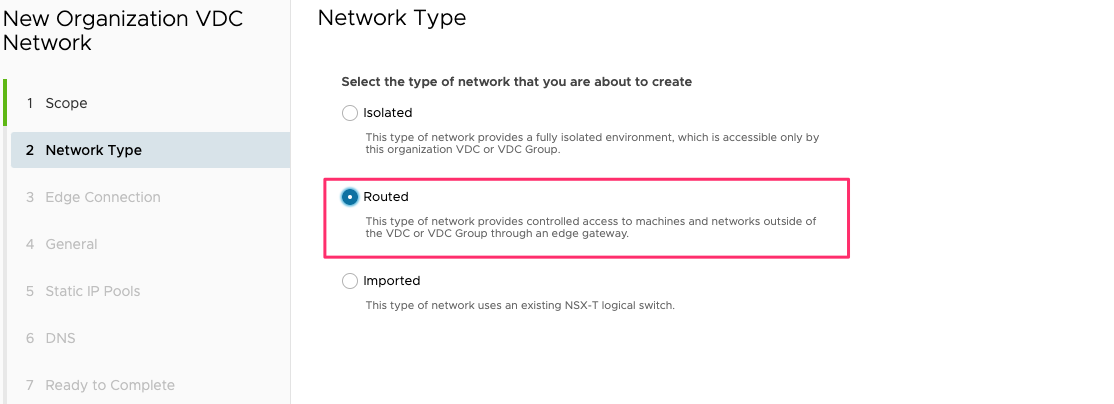 New Organization VDC
Network
1 Scope
2 Network Type
3 Edge Connection
4 General
5 Static IP Pools
6 DNS
7 Ready to Complete
Network Type
Select the type of network that you are about to create
Isolated
This type of network provides a fully isolated environment, which is accessible only by
this organization VDC or VDC Group.
Routed
This type of network provides controlled access to machines and networks outside of
the VDC or VDC Group through an edge gateway.
Imported
This type of network uses an existing NSX-T logical switch.